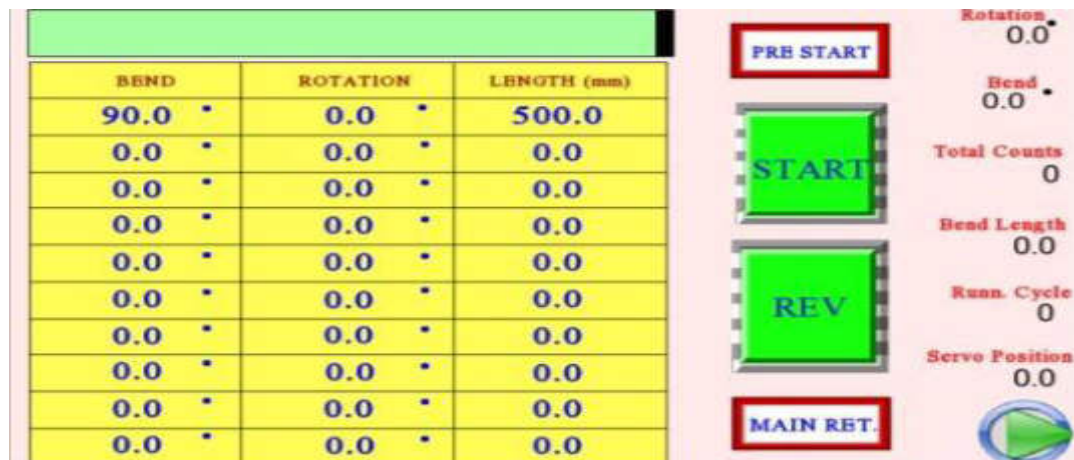 BEND ROTATION LENGTH (mm)
90.0 ° 0.0 ° 500.0
0.0 ° 0.0 ° 0.0
0.0 ° 0.0 ° 0.0
0.0 ° 0.0 ° 0.0
0.0 ° 0.0 ° 0.0
0.0 ° 0.0 ° 0.0
0.0 ° 0.0 ° 0.0
0.0 ° 0.0 ° 0.0
0.0 ° 0.0 ° 0.0
0.0 ° 0.0 ° 0.0
PRE START
START
REV
MAIN RET.
Rotation
0.0°
Bend
0.0 °
Total Counts
0
Bend Length
0.0
Runn. Cycle
0
Servo Position
0.0